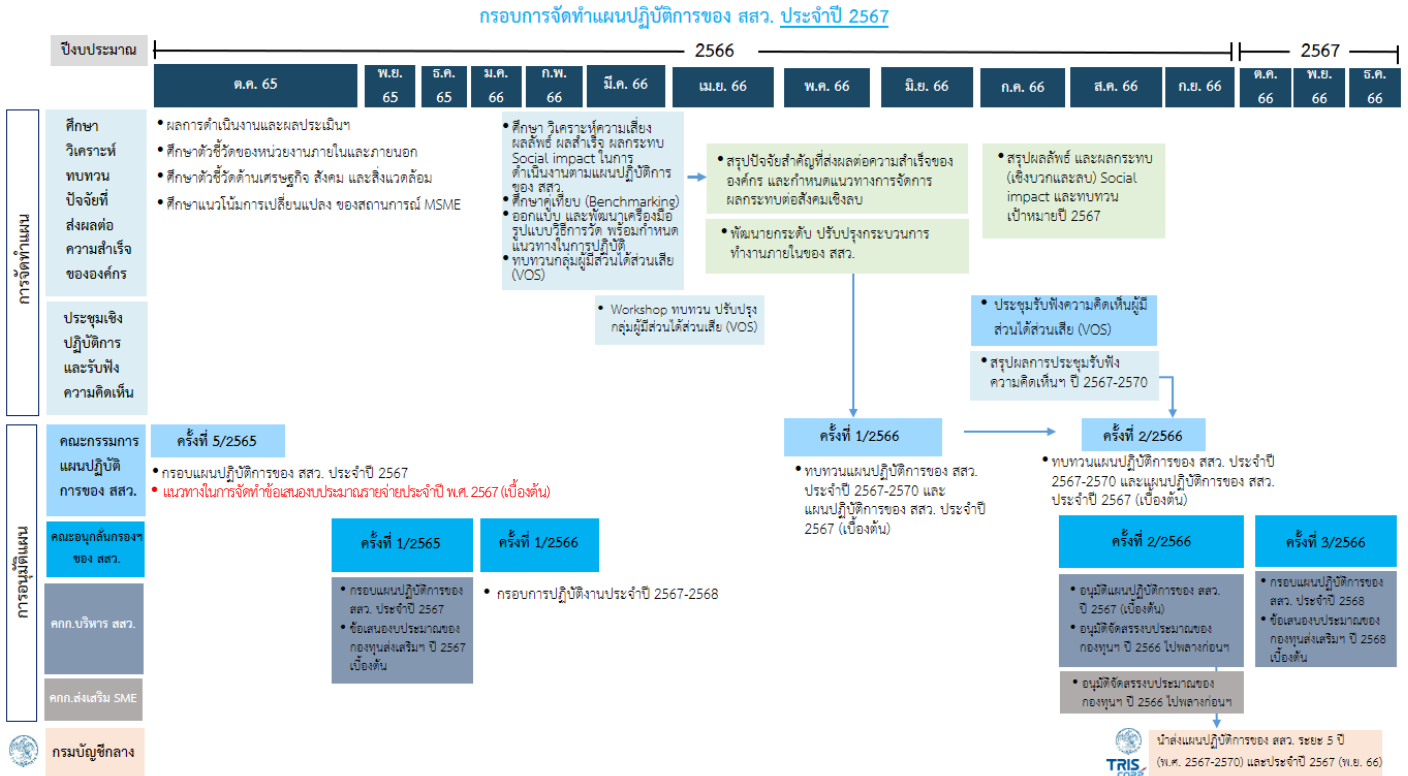 กรอบการจัดทำแผนปฏิบัติการของ สสว. ประจำปี 2567
ปีงบประมาณ
2566
2567
ต.ค. 65
พ.ย.
65
ธ.ค.
65
ม.ค.
66
ก.พ.
66
มี.ค. 66
เม.ย. 66
พ.ค. 66
มิ.ย. 66
ก.ค. 66
ส.ค. 66
ก.ย. 66
ต.ค.
66
พ.ย.
66
ธ.ค.
66
การจัดทำแผน
ศึกษา
วิเคราะห์
ทบทวน
ปัจจัยที่
ส่งผลต่อ
ความสำเร็จ
ขององค์กร
• ผลการดำเนินงานและผลประเมินฯ
• ศึกษาตัวชี้วัดของหน่วยงานภายในและภายนอก
• ศึกษาตัวชี้วัดด้านเศรษฐกิจ สังคม และสิ่งแวดล้อม
• ศึกษาแนวโน้มการเปลี่ยนแปลง ของสถานการณ์ MSME
• ศึกษา วิเคราะห์ความเสี่ยง
ผลลัพธ์ ผลสำเร็จ ผลกระทบ
Social impact ในการ
ดำเนินงานตามแผนปฏิบัติการ
ของ สสว.
• ศึกษาคู่เทียบ (Benchmarking)
• ออกแบบ และพัฒนาเครื่องมือ
รูปแบบวิธีการวัด พร้อมกำหนด
แนวทางในการปฏิบัติ
• ทบทวนกลุ่มผู้มีส่วนได้ส่วนเสีย
(VOS)
• สรุปปัจจัยสำคัญที่ส่งผลต่อความสำเร็จของ
องค์กร และกำหนดแนวทางการจัดการ
ผลกระทบต่อสังคมเชิงลบ
• พัฒนายกระดับ ปรับปรุงกระบวนการ
ทำงานภายในของ สสว.
• สรุปผลลัพธ์ และผลกระทบ
(เชิงบวกและลบ) Social
impact และทบทวน
เป้าหมายปี 2567
ประชุมเชิง
ปฏิบัติการ
และรับฟัง
ความคิดเห็น
• Workshop ทบทวน ปรับปรุง
กลุ่มผู้มีส่วนได้ส่วนเสีย (VOS)
• ประชุมรับฟังความคิดเห็นผู้มี
ส่วนได้ส่วนเสีย (VOS)
• สรุปผลการประชุมรับฟัง
ความคิดเห็นฯ ปี 2567-2570
การอนุมัติแผน
คณะกรรมการ
แผนปฏิบัติ
การของ สสว.
ครั้งที่ 5/2565
• กรอบแผนปฏิบัติการของ สสว. ประจำปี 2567
• แนวทางในการจัดทำข้อเสนองบประมาณรายจ่ายประจำปี พ.ศ. 2567 (เบื้องต้น)
ครั้งที่ 1/2566
• ทบทวนแผนปฏิบัติการของ สสว.
ประจำปี 2567-2570 และ
แผนปฏิบัติการของ สสว. ประจำปี
2567 (เบื้องต้น)
ครั้งที่ 2/2566
• ทบทวนแผนปฏิบัติการของ สสว. ประจำปี
2567-2570 และแผนปฏิบัติการของ สสว.
ประจำปี 2567 (เบื้องต้น)
คณะอนุกลั่นกรองฯ
ของ สสว.
ครั้งที่ 1/2565
ครั้งที่ 1/2566
ครั้งที่ 2/2566
ครั้งที่ 3/2566
คกก.บริหาร สสว.
• กรอบแผนปฏิบัติการของ
สสว. ประจำปี 2567
• ข้อเสนองบประมาณของ
กองทุนส่งเสริมฯ ปี 2567
เบื้องต้น
• กรอบการปฏิบัติงานประจำปี 2567-2568
• อนุมัติแผนปฏิบัติการของ สสว.
ปี 2567 (เบื้องต้น)
• อนุมัติจัดสรรงบประมาณของ
กองทุนฯ ปี 2566 ไปพลางก่อนฯ
• กรอบแผนปฏิบัติการของ
สสว. ประจำปี 2568
• ข้อเสนองบประมาณของ
กองทุนส่งเสริมฯ ปี 2568
เบื้องต้น
คกก.ส่งเสริม SME
• อนุมัติจัดสรรงบประมาณของ
กองทุนฯ ปี 2566 ไปพลางก่อนฯ
กรมบัญชีกลาง
TRIS
CORP
นำส่งแผนปฏิบัติการของ สสว. ระยะ 5 ปี
(พ.ศ. 2567-2570) และประจำปี 2567 (พ.ย. 66)